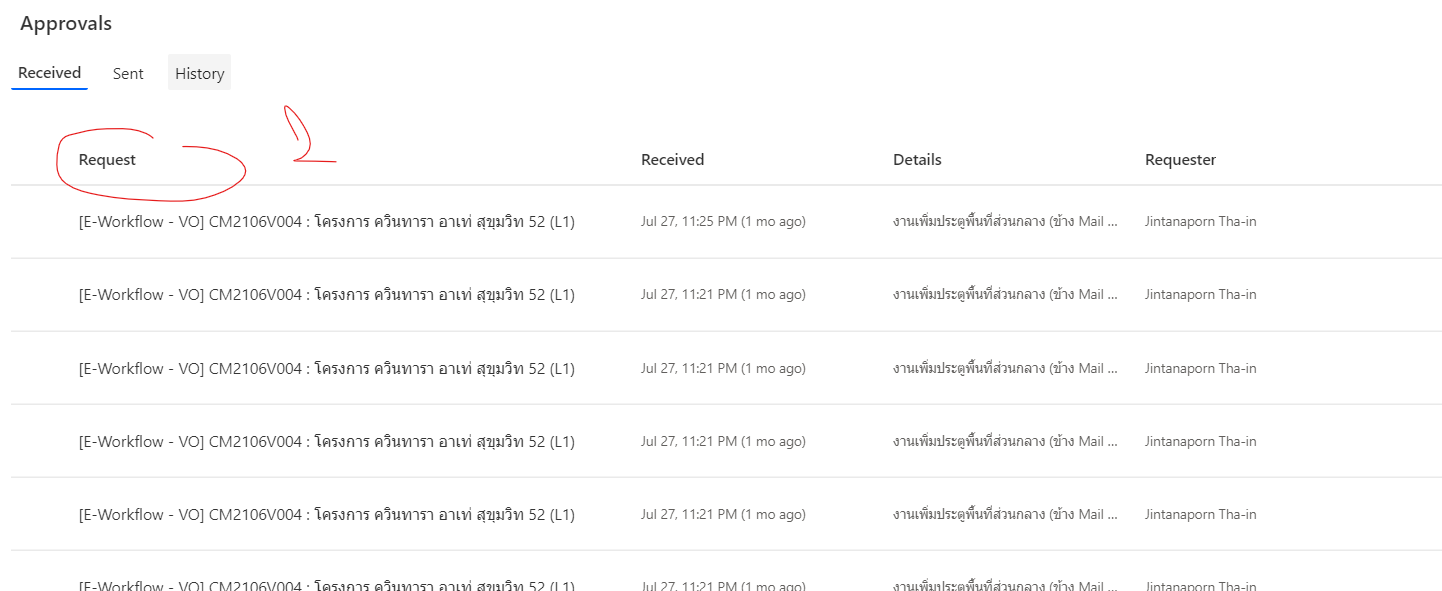 Approvals
Received Sent History
2
Request Received Details Requester
[E-Workflow - VO] CM2106V004 : โครงการ ควินทารา อาเท่ สุขุมวิท 52 (L1) Jul 27, 11:25 PM (1 mo ago) งานเพิ่มประตูพื้นที่ส่วนกลาง (ข้าง Mail ... Jintanaporn Tha-in
[E-Workflow - VO] CM2106V004 : โครงการ ควินทารา อาเท่ สุขุมวิท 52 (L1) Jul 27, 11:21 PM (1 mo ago) งานเพิ่มประตูพื้นที่ส่วนกลาง (ข้าง Mail ... Jintanaporn Tha-in
[E-Workflow - VO] CM2106V004 : โครงการ ควินทารา อาเท่ สุขุมวิท 52 (L1) Jul 27, 11:21 PM (1 mo ago) งานเพิ่มประตูพื้นที่ส่วนกลาง (ข้าง Mail ... Jintanaporn Tha-in
[E-Workflow - VO] CM2106V004 : โครงการ ควินทารา อาเท่ สุขุมวิท 52 (L1) Jul 27, 11:21 PM (1 mo ago) งานเพิ่มประตูพื้นที่ส่วนกลาง (ข้าง Mail ... Jintanaporn Tha-in
[E-Workflow - VO] CM2106V004 : โครงการ ควินทารา อาเท่ สุขุมวิท 52 (L1) Jul 27, 11:21 PM (1 mo ago) งานเพิ่มประตูพื้นที่ส่วนกลาง (ข้าง Mail ... Jintanaporn Tha-in
[E-Workflow - VO] CM2106V004 : โครงการ ควินทารา อาเท่ สุขุมวิท 52 (L1) Jul 27, 11:21 PM (1 mo ago) งานเพิ่มประตูพื้นที่ส่วนกลาง (ข้าง Mail ... Jintanaporn Tha-in